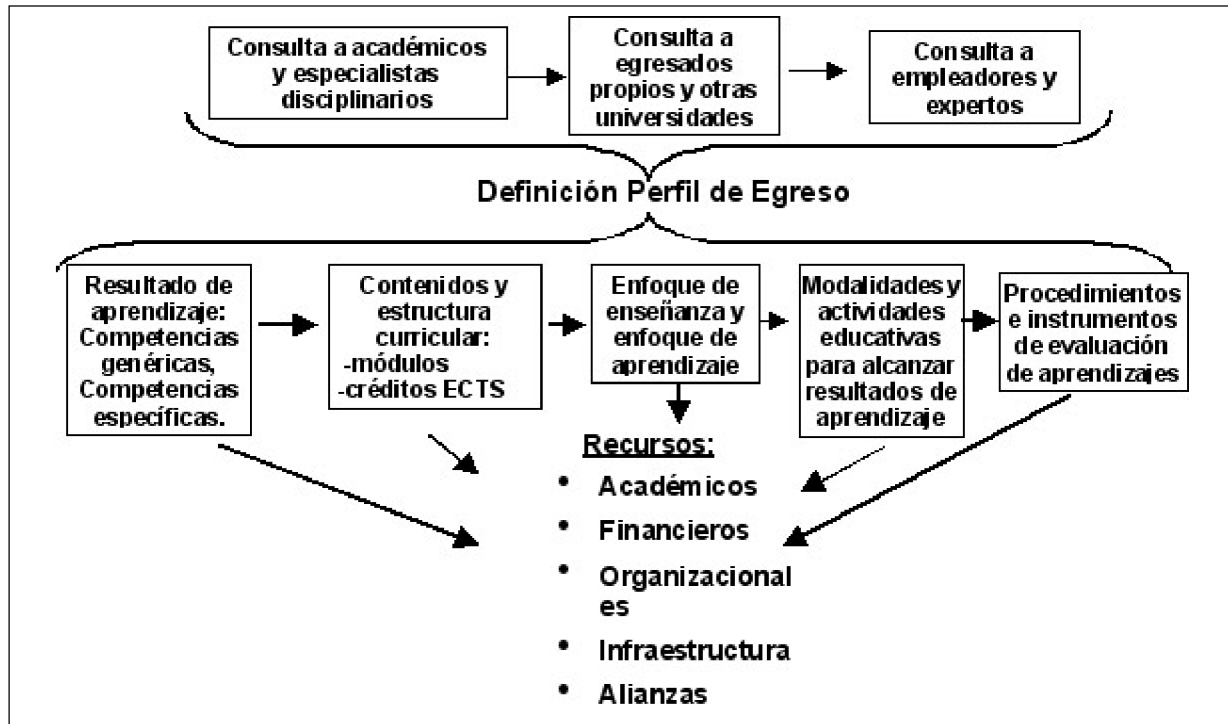 Consulta a académicos
y especialistas
disciplinarios
Consulta a
egresados
propios y otras
universidades
Consulta a
empleadores y
expertos
Definición Perfil de Egreso
Resultado de
aprendizaje:
Competencias
genéricas,
Competencias
específicas.
Contenidos y
estructura
curricular:
-módulos
-créditos ECTS
Enfoque de
enseñanza y
enfoque de
aprendizaje
Modalidades y
actividades
educativas
para alcanzar
resultados de
aprendizaje
Procedimientos
e instrumentos
de evaluación
de aprendizajes
Recursos:
• Académicos
• Financieros
• Organizacional
es
• Infraestructura
• Alianzas